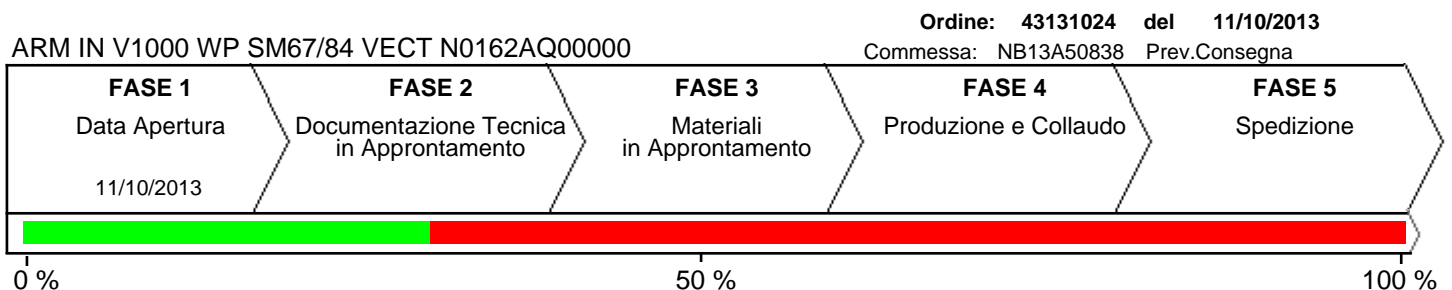 Ordine: 43131024 del 11/10/2013
ARM IN V1000 WP SM67/84 VECT N0162AQ00000
Commessa: NB13A50838 Prev.Consegna
FASE 1
Data Apertura
11/10/2013
FASE 2
Documentazione Tecnica
in Approntamento
FASE 3
Materiali
in Approntamento
FASE 4
Produzione e Collaudo
FASE 5
Spedizione
0 %
50 %
100 %